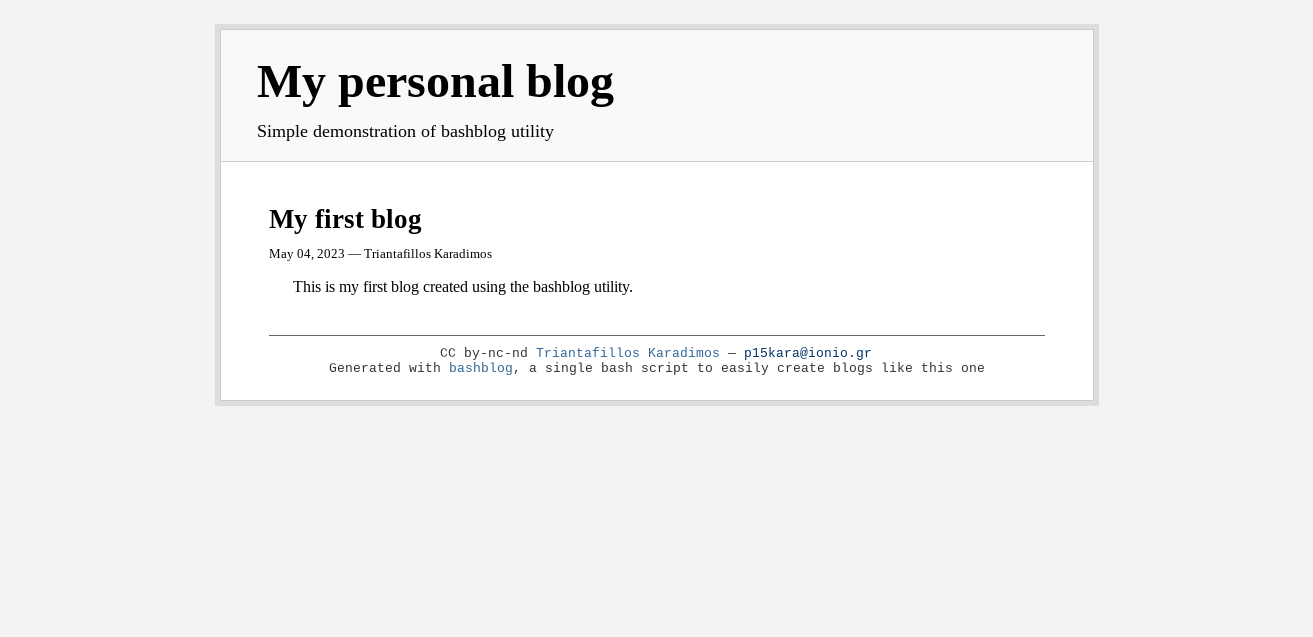 My personal blog
Simple demonstration of bashblog utility
My first blog
May 04, 2023 — Triantafillos Karadimos
This is my first blog created using the bashblog utility.
CC by-nc-nd Triantafillos Karadimos — p15kara@ionio.gr
Generated with bashblog, a single bash script to easily create blogs like this one